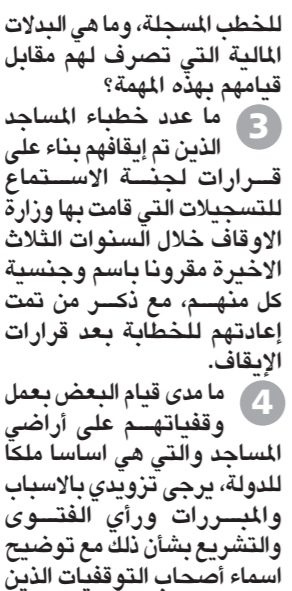 للخطب المسجلة، وما هي البدلات
المالية التي تصرف لهم مقابل
قيامهم بهذه المهمة؟
3 ما عدد خطباء المساجد
الذين تم إيقافهم بناء على
قرارات لجنة الاستماع
للتسجيلات التي قامت بها وزارة
الاوقاف خلال السنوات الثلاث
الاخيرة مقرونا باسم وجنسية
كل منهم، مع ذكر من تمت
إعادتهم للخطابة بعد قرارات
الإيقاف.
4 ما مدى قيام البعض بعمل
وقفياتهم على أراضي
المساجد والتي هي اساسا ملكا
للدولة، يرجى تزويدي بالاسباب
والمبررات ورأي الفتوى
والتشريع بشأن ذلك مع توضيح
اسماء أصحاب التوقفيات الذين